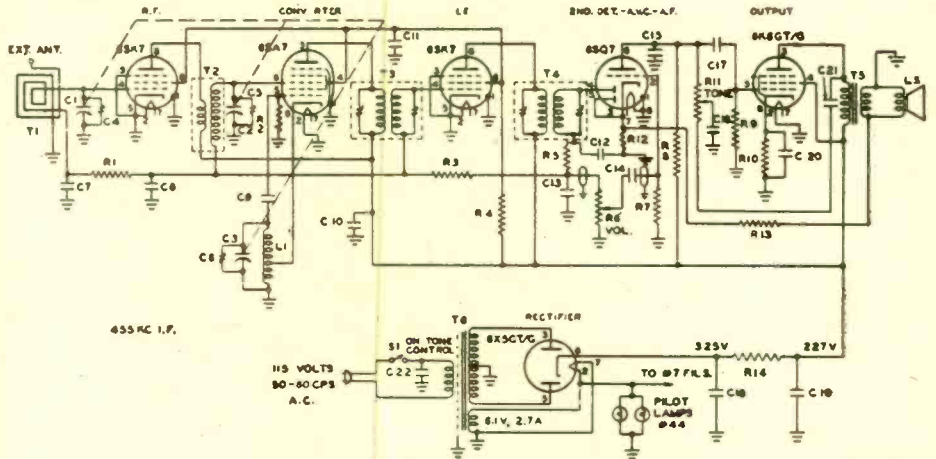 R.F. CONVERTER I.F. 2ND. DET.-A.V.C.-A.F. OUTPUT
6SK7 6SA7 6SK7 6SQ7 6K6GT/G
EXT. ANT.
T1 C1 C4 T2 C5 C2 R2 T3 C11 T4 C15 C17 R11 TONE C16 R9 C21 T5 L.S.
R12 R10 C20
C7 R1 C8 R3 R5 C12 C13 C14 R6 VOL. R7 R8
C9 C10 R4 R13
C3 C6 L1
455 KC I.F.
T6 RECTIFIER
6X5GT/G
S1 ON TONE CONTROL
C22
115 VOLTS
50-60 CPS
A.C.
6.1V, 2.7A
TO #7 FILS.
PILOT
LAMPS
#44
325V 227V
R14
C18 C19